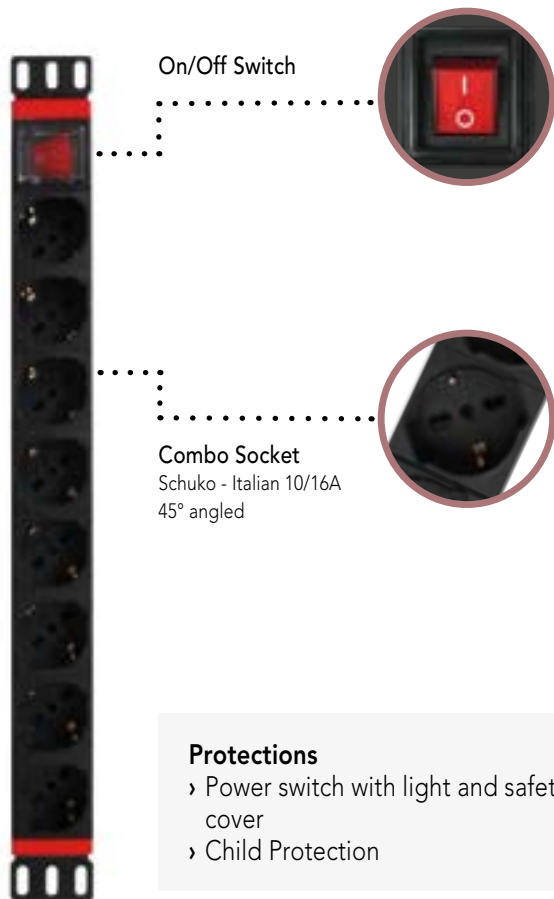 On/Off Switch
Combo Socket
Schuko - Italian 10/16A
45° angled
Protections
› Power switch with light and safet
cover
› Child Protection